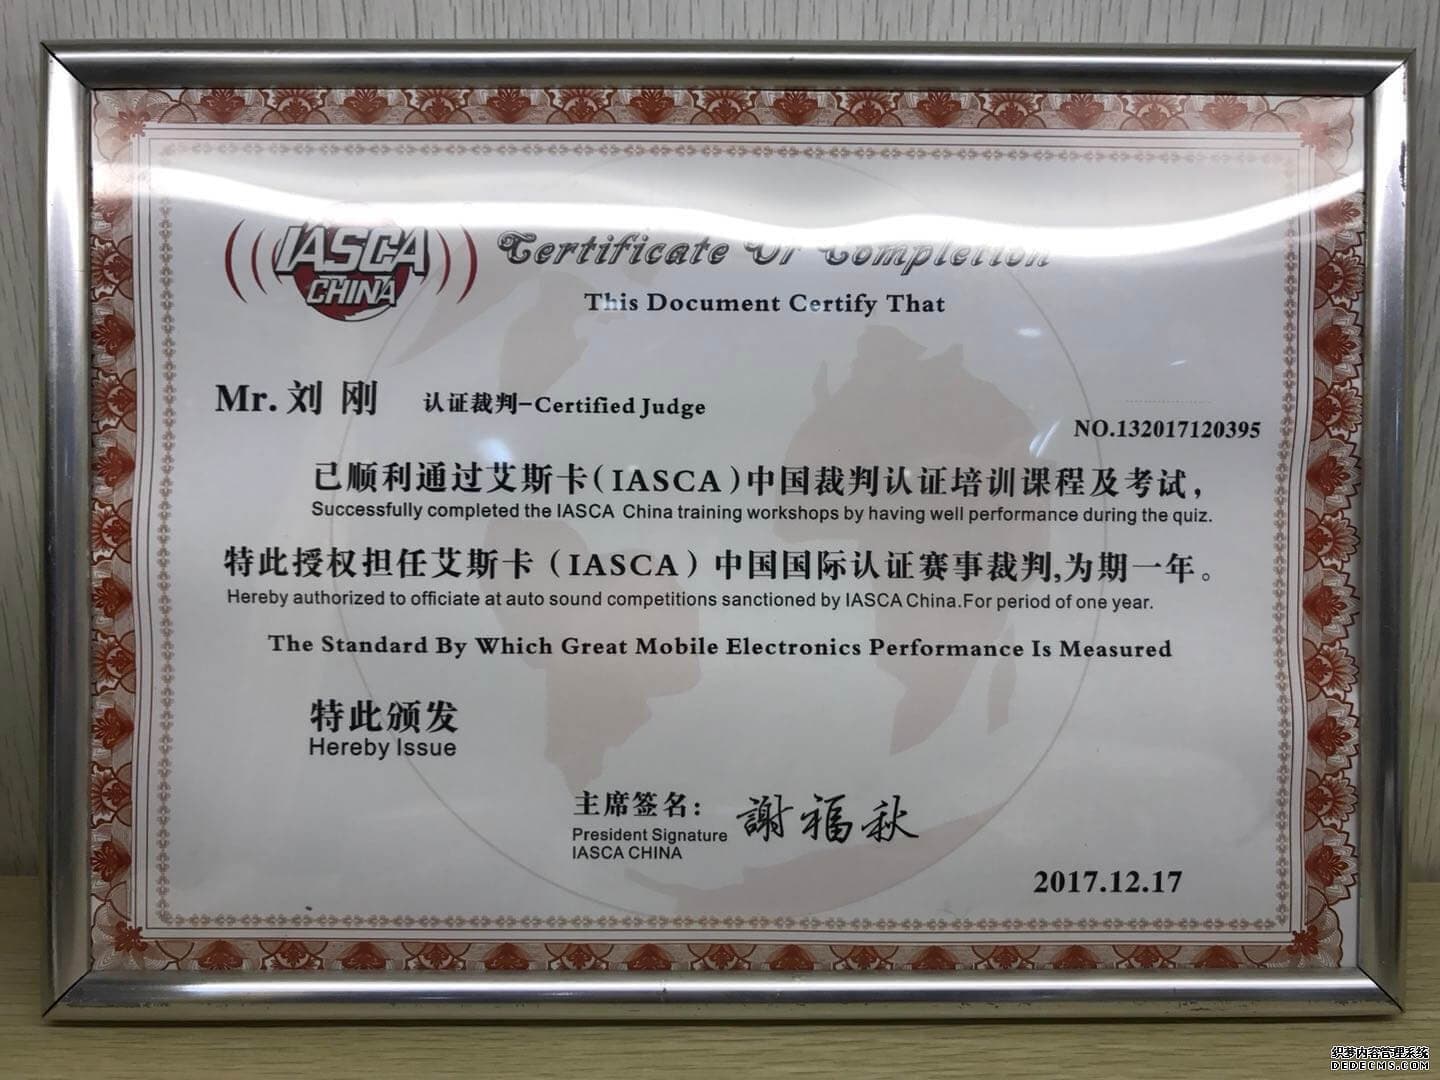 IASCA
CHINA
Certificate Of Completion
This Document Certify That
Mr. 刘 刚 认证裁判-Certified Judge
NO.132017120395
已顺利通过艾斯卡(IASCA)中国裁判认证培训课程及考试,
Successfully completed the IASCA China training workshops by having well performance during the quiz.
特此授权担任艾斯卡(IASCA)中国国际认证赛事裁判,为期一年。
Hereby authorized to officiate at auto sound competitions sanctioned by IASCA China.For period of one year.
The Standard By Which Great Mobile Electronics Performance Is Measured
特此颁发
Hereby Issue
主席签名: 謝福秋
President Signature
IASCA CHINA
2017.12.17
织梦内容管理系统
DEDECMS.COM